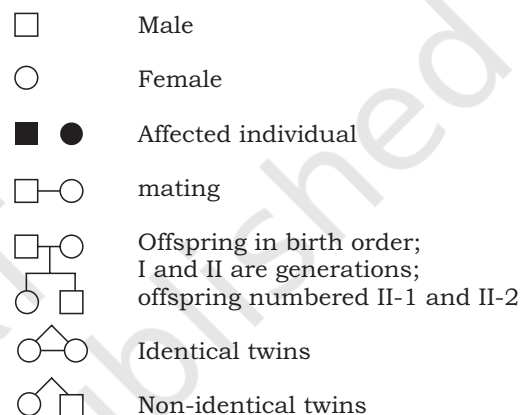 Male
Female
Affected individual
mating
Offspring in birth order;
I and II are generations;
offspring numbered II-1 and II-2
Identical twins
Non-identical twins